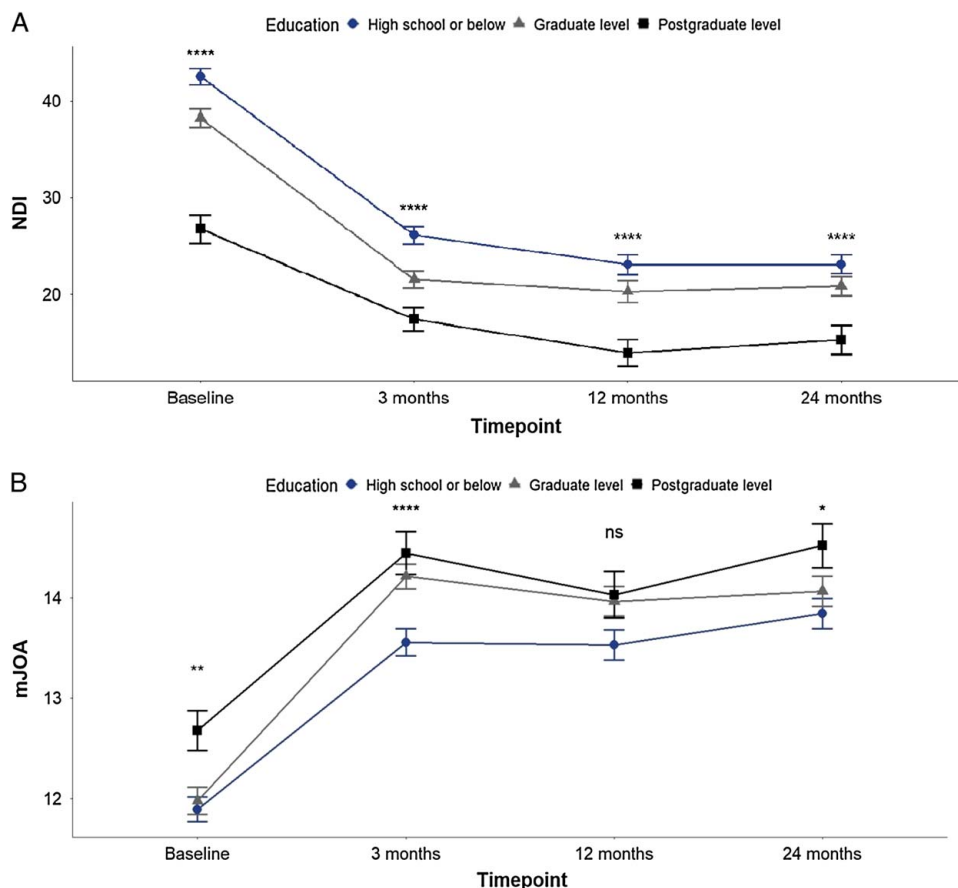 A
Education High school or below Graduate level Postgraduate level
****
****
****
****
40
30
20
NDI
Baseline 3 months 12 months 24 months
Timepoint
B
Education High school or below Graduate level Postgraduate level
**
****
ns
*
14
13
12
mJOA
Baseline 3 months 12 months 24 months
Timepoint